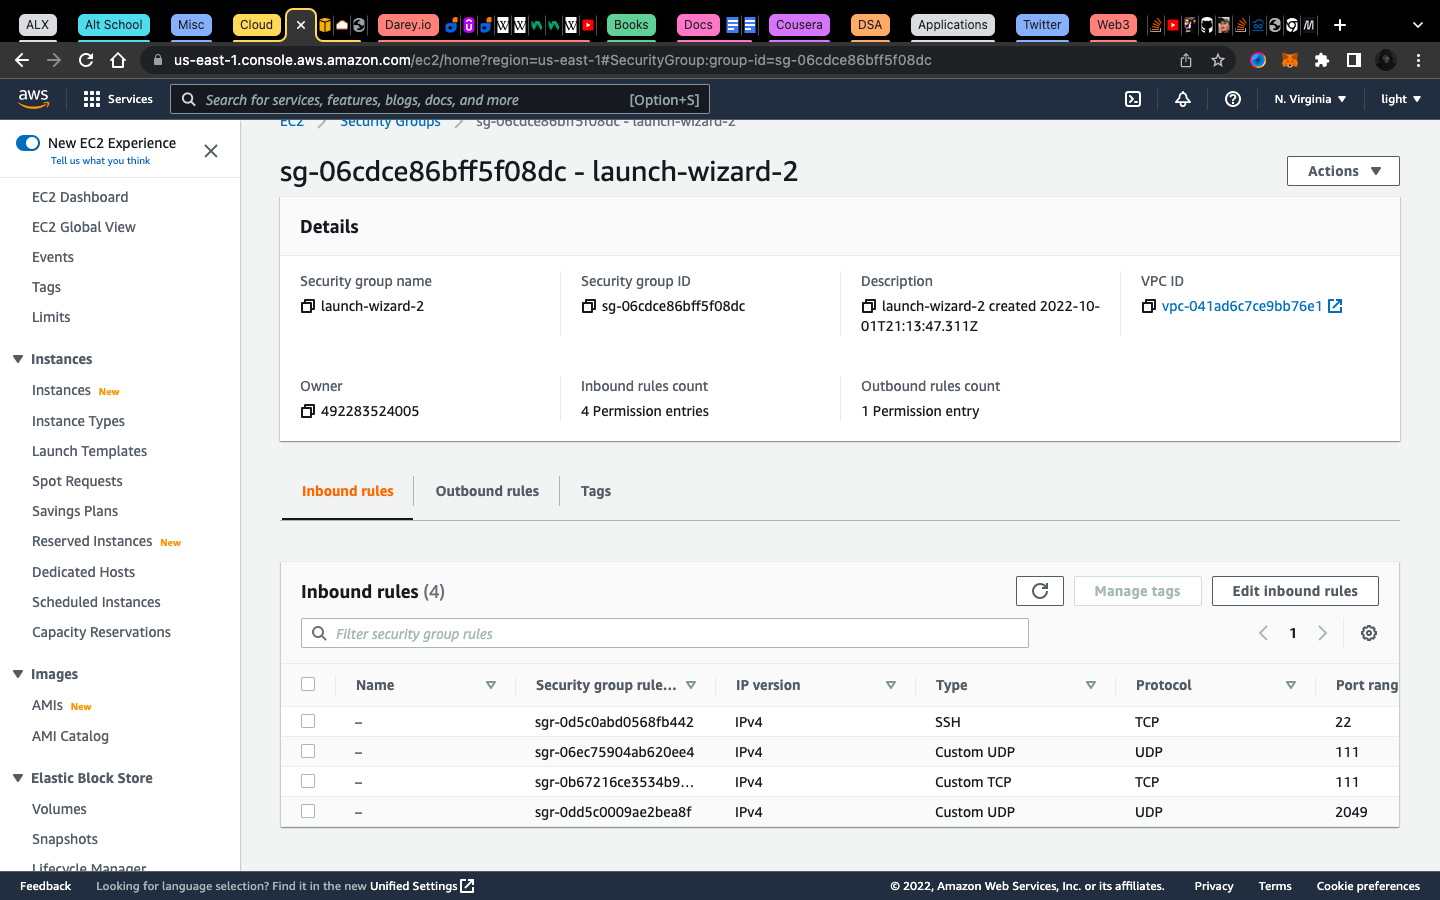 ALX Alt School Misc Cloud Darey.io Books Docs Cousera DSA Applications Twitter Web3
us-east-1.console.aws.amazon.com/ec2/home?region=us-east-1#SecurityGroup:group-id=sg-06cdce86bff5f08dc
aws Services Search for services, features, blogs, docs, and more [Option+S] N. Virginia light
New EC2 Experience
Tell us what you think
EC2 Dashboard
EC2 Global View
Events
Tags
Limits
Instances
Instances New
Instance Types
Launch Templates
Spot Requests
Savings Plans
Reserved Instances New
Dedicated Hosts
Scheduled Instances
Capacity Reservations
Images
AMIs New
AMI Catalog
Elastic Block Store
Volumes
Snapshots
Lifecycle Manager
EC2 Security Groups sg-06cdce86bff5f08dc - launch-wizard-2
sg-06cdce86bff5f08dc - launch-wizard-2
Actions
Details
Security group name
launch-wizard-2
Security group ID
sg-06cdce86bff5f08dc
Description
launch-wizard-2 created 2022-10-
01T21:13:47.311Z
VPC ID
vpc-041ad6c7ce9bb76e1
Owner
492283524005
Inbound rules count
4 Permission entries
Outbound rules count
1 Permission entry
Inbound rules Outbound rules Tags
Inbound rules (4)
Manage tags Edit inbound rules
Filter security group rules
1
Name Security group rule... IP version Type Protocol Port rang
– sgr-0d5c0abd0568fb442 IPv4 SSH TCP 22
– sgr-06ec75904ab620ee4 IPv4 Custom UDP UDP 111
– sgr-0b67216ce3534b9... IPv4 Custom TCP TCP 111
– sgr-0dd5c0009ae2bea8f IPv4 Custom UDP UDP 2049
Feedback Looking for language selection? Find it in the new Unified Settings © 2022, Amazon Web Services, Inc. or its affiliates. Privacy Terms Cookie preferences